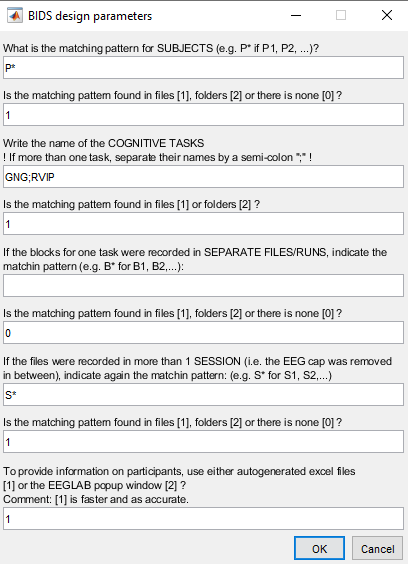 BIDS design parameters
What is the matching pattern for SUBJECTS (e.g. P* if P1, P2, ...)?
P*
Is the matching pattern found in files [1], folders [2] or there is none [0] ?
1
Write the name of the COGNITIVE TASKS
! If more than one task, separate their names by a semi-colon ";" !
GNG;RVIP
Is the matching pattern found in files [1] or folders [2] ?
1
If the blocks for one task were recorded in SEPARATE FILES/RUNS, indicate the
matchin pattern (e.g. B* for B1, B2,...):
Is the matching pattern found in files [1], folders [2] or there is none [0] ?
0
If the files were recorded in more than 1 SESSION (i.e. the EEG cap was removed
in between), indicate again the matchin pattern: (e.g. S* for S1, S2,...)
S*
Is the matching pattern found in files [1], folders [2] or there is none [0] ?
1
To provide information on participants, use either autogenerated excel files
[1] or the EEGLAB popup window [2] ?
Comment: [1] is faster and as accurate.
1
OK Cancel